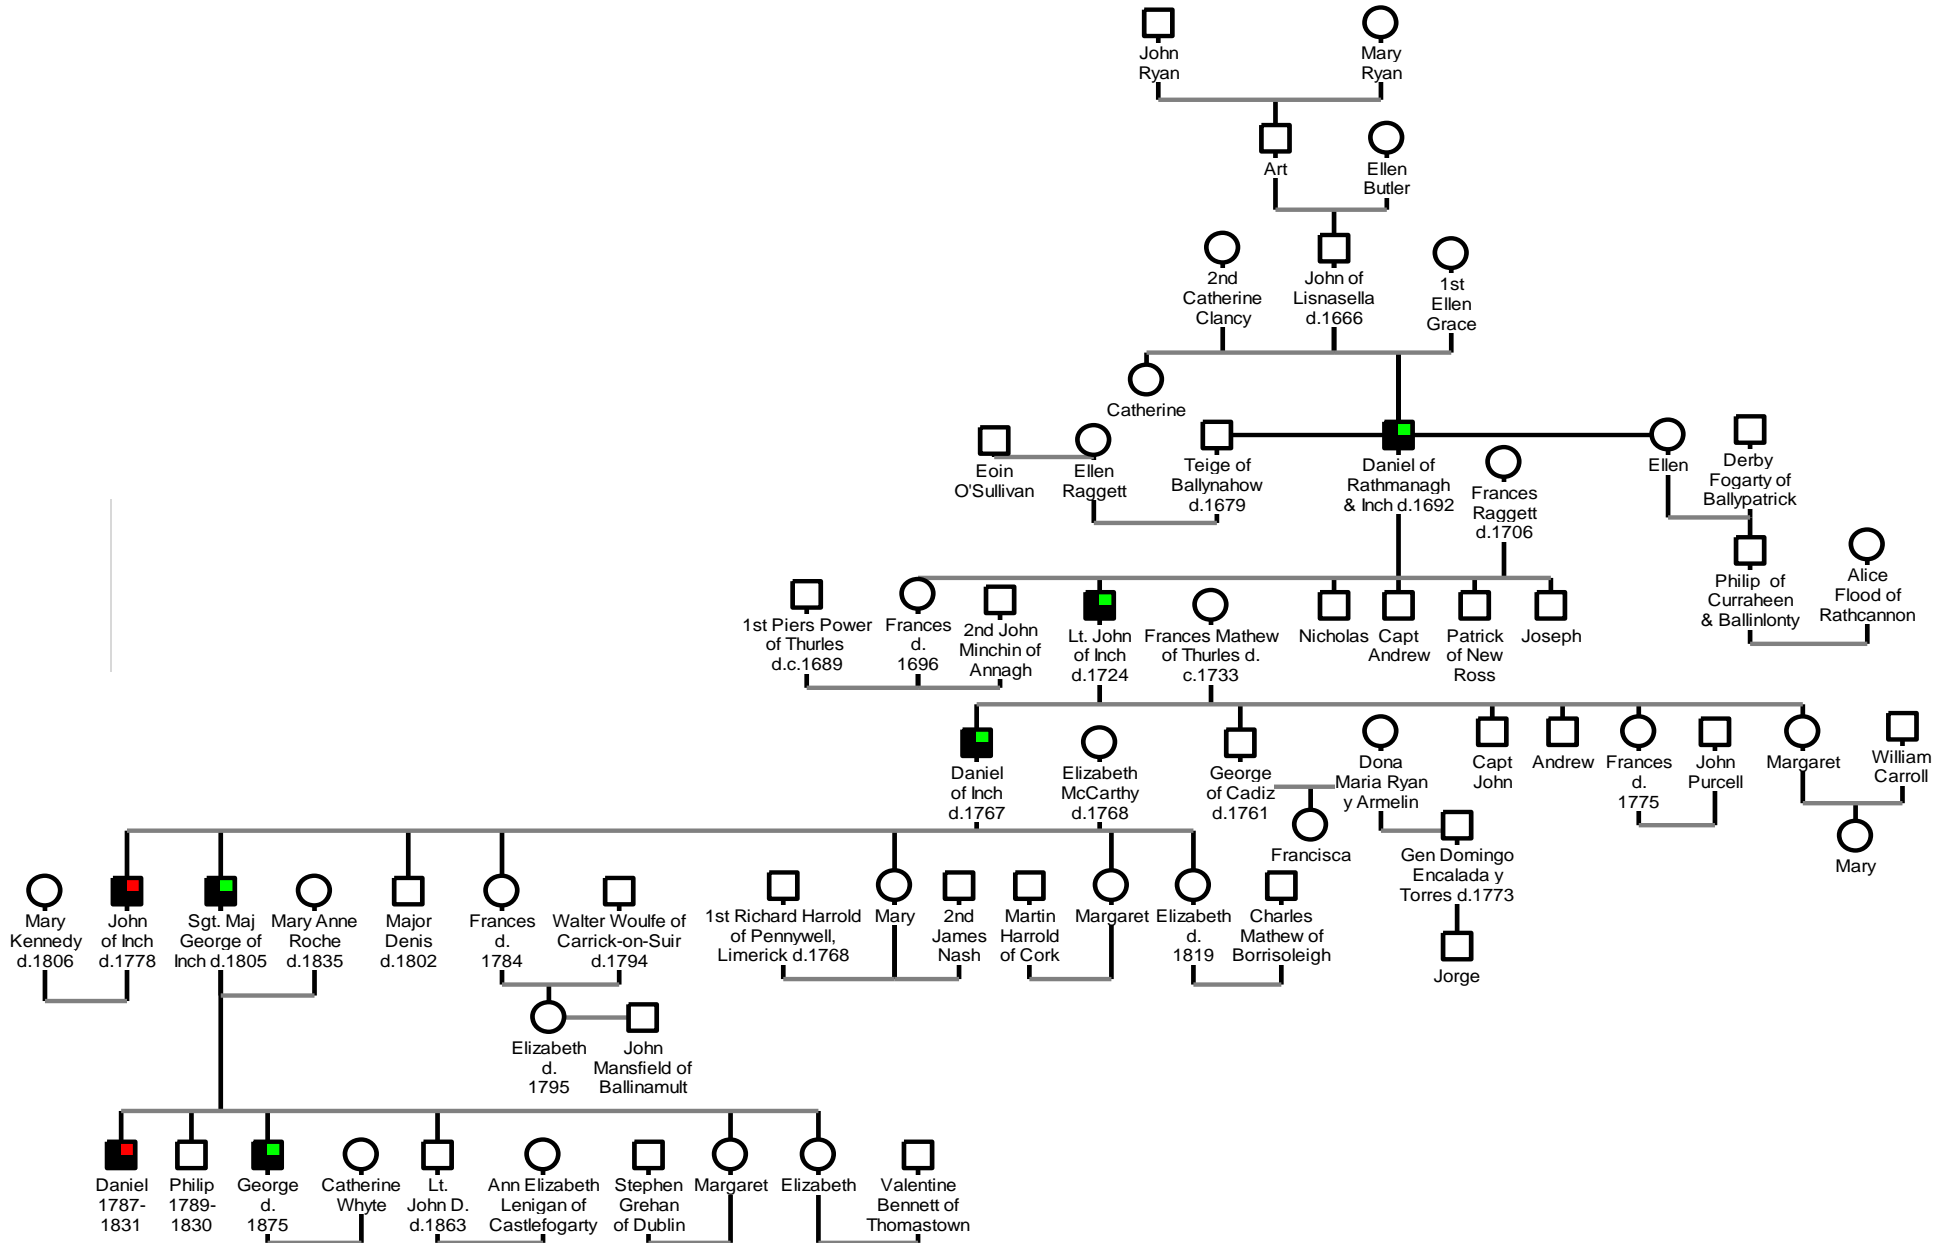 John
Ryan
Mary
Ryan
Art
Ellen
Butler
2nd
Catherine
Clancy
John of
Lisnasella
d.1666
1st
Ellen
Grace
Catherine
Eoin
O'Sullivan
Ellen
Raggett
Teige of
Ballynahow
d.1679
Daniel of
Rathmanagh
& Inch d.1692
Frances
Raggett
d.1706
Ellen
Derby
Fogarty of
Ballypatrick
Philip of
Curraheen
& Ballinlonty
Alice
Flood of
Rathcannon
1st Piers Power
of Thurles
d.c.1689
Frances
d.
1696
2nd John
Minchin of
Annagh
Lt. John
of Inch
d.1724
Frances Mathew
of Thurles d.
c.1733
Nicholas
Capt
Andrew
Patrick
of New
Ross
Joseph
Daniel
of Inch
d.1767
Elizabeth
McCarthy
d.1768
George
of Cadiz
d.1761
Dona
Maria Ryan
y Armelin
Capt
John
Andrew
Frances
d.
1775
John
Purcell
Margaret
William
Carroll
Francisca
Gen Domingo
Encalada y
Torres d.1773
Mary
Jorge
Mary
Kennedy
d.1806
John
of Inch
d.1778
Sgt. Maj
George of
Inch d.1805
Mary Anne
Roche
d.1835
Major
Denis
d.1802
Frances
d.
1784
Walter Woulfe of
Carrick-on-Suir
d.1794
1st Richard Harrold
of Pennywell,
Limerick d.1768
Mary
2nd
James
Nash
Martin
Harrold
of Cork
Margaret
Elizabeth
d.
1819
Charles
Mathew of
Borrisoleigh
Elizabeth
d.
1795
John
Mansfield of
Ballinamult
Daniel
1787-
1831
Philip
1789-
1830
George
d.
1875
Catherine
Whyte
Lt.
John D.
d.1863
Ann Elizabeth
Lenigan of
Castlefogarty
Stephen
Grehan
of Dublin
Margaret
Elizabeth
Valentine
Bennett of
Thomastown